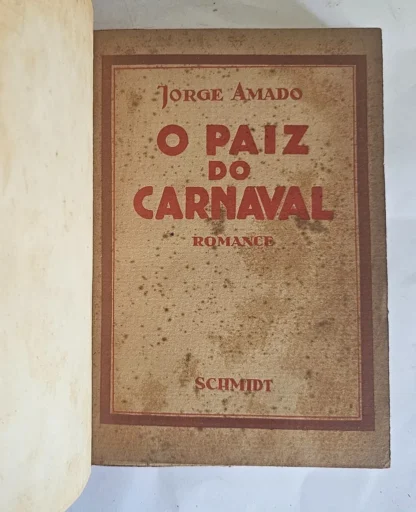 JORGE AMADO
O PAIZ
DO
CARNAVAL
ROMANCE
SCHMIDT